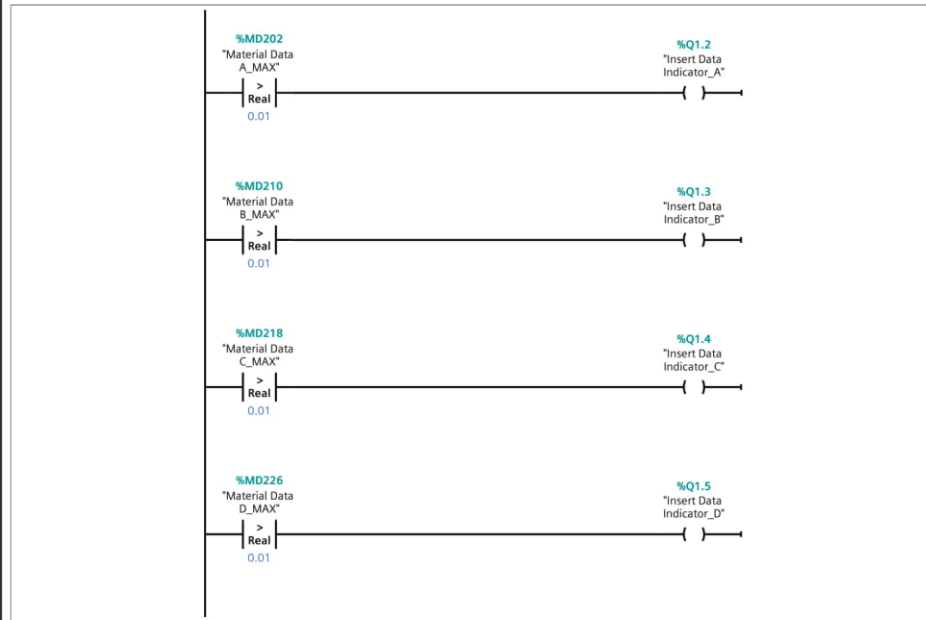 %MD202
"Material Data
A_MAX"
>
Real
0.01
%Q1.2
"Insert Data
Indicator_A"
%MD210
"Material Data
B_MAX"
>
Real
0.01
%Q1.3
"Insert Data
Indicator_B"
%MD218
"Material Data
C_MAX"
>
Real
0.01
%Q1.4
"Insert Data
Indicator_C"
%MD226
"Material Data
D_MAX"
>
Real
0.01
%Q1.5
"Insert Data
Indicator_D"